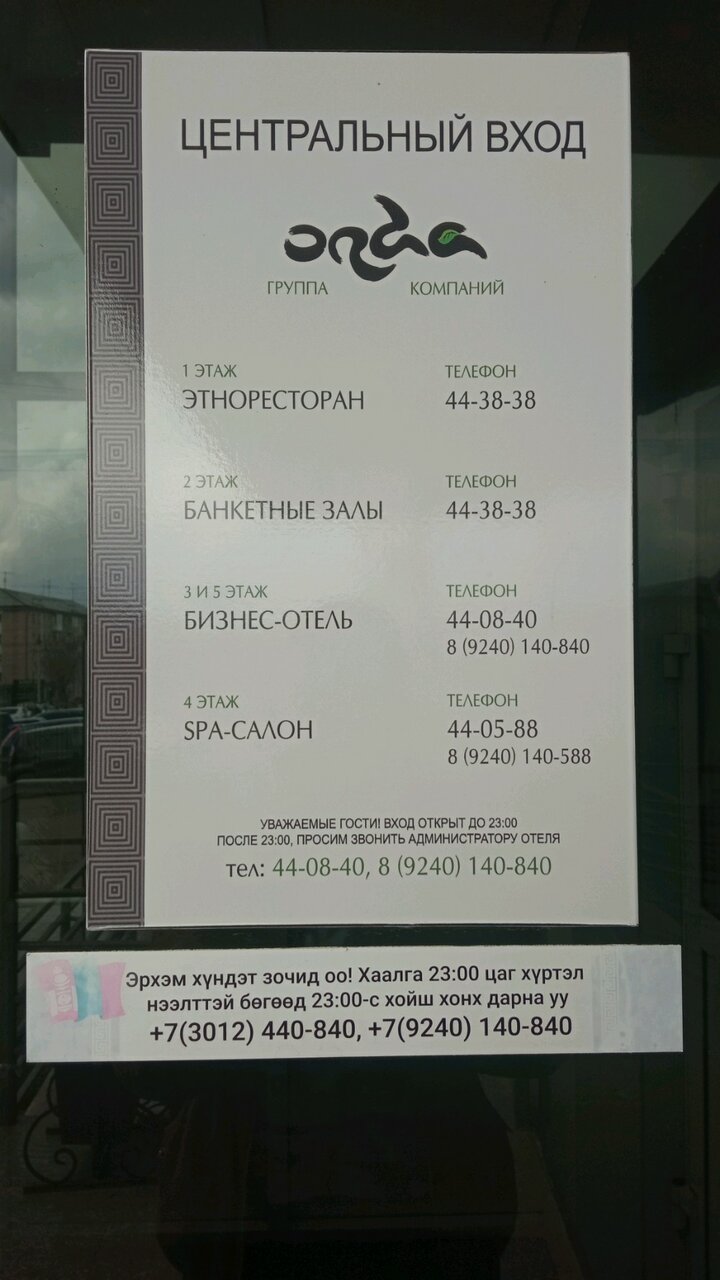 ЦЕНТРАЛЬНЫЙ ВХОД
орда
ГРУППА КОМПАНИЙ
1 ЭТАЖ ТЕЛЕФОН
ЭТНОРЕСТОРАН 44-38-38
2 ЭТАЖ ТЕЛЕФОН
БАНКЕТНЫЕ ЗАЛЫ 44-38-38
3 И 5 ЭТАЖ ТЕЛЕФОН
БИЗНЕС-ОТЕЛЬ 44-08-40
8 (9240) 140-840
4 ЭТАЖ ТЕЛЕФОН
SPA-САЛОН 44-05-88
8 (9240) 140-588
УВАЖАЕМЫЕ ГОСТИ! ВХОД ОТКРЫТ ДО 23:00
ПОСЛЕ 23:00, ПРОСИМ ЗВОНИТЬ АДМИНИСТРАТОРУ ОТЕЛЯ
тел: 44-08-40, 8 (9240) 140-840
Эрхэм хүндэт зочид оо! Хаалга 23:00 цаг хүртэл
нээлттэй бөгөөд 23:00-с хойш хонх дарна уу
+7(3012) 440-840, +7(9240) 140-840